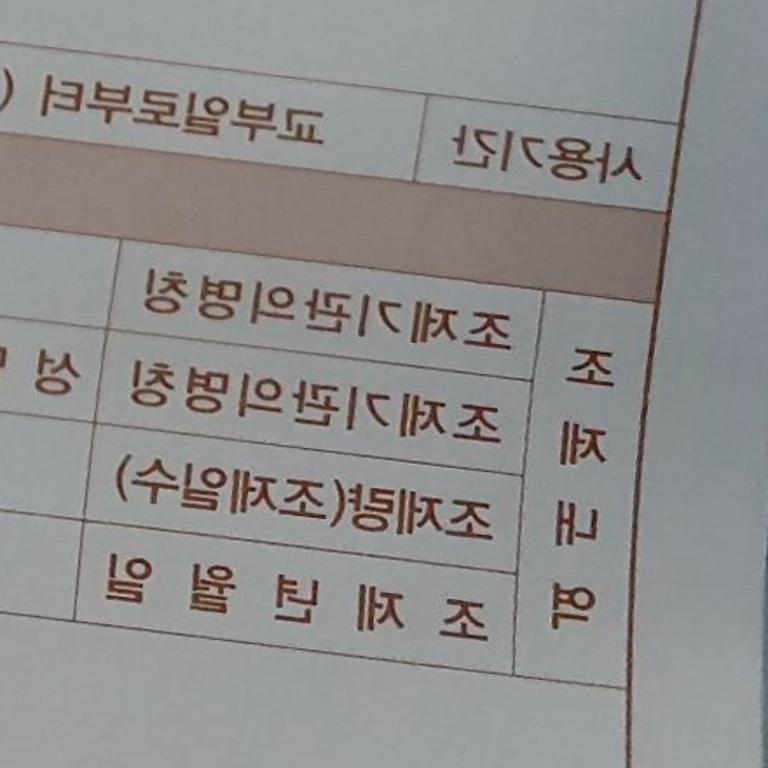 사용기간 교부일로부터 (
조제내역
조제기관의명칭
조제기관의명칭 성
조제량(조제일수)
조 제 년 월 일